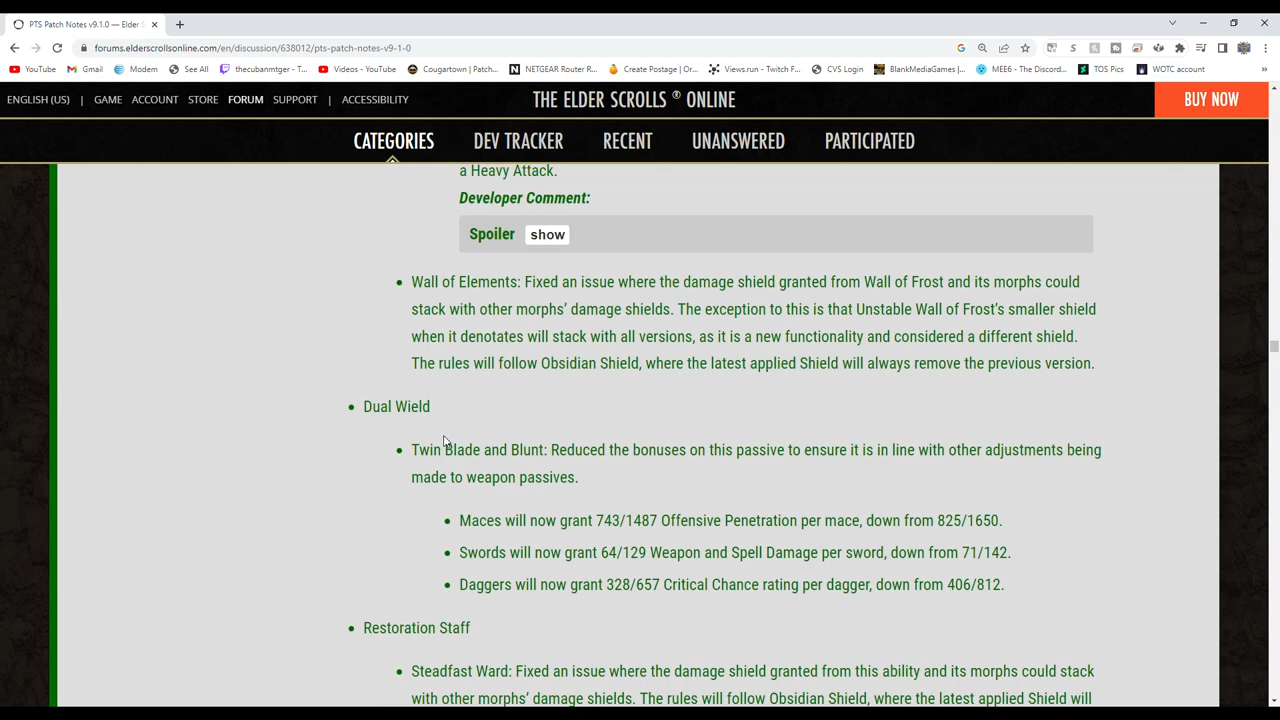 PTS Patch Notes v9.1.0 — Elder S
forums.elderscrollsonline.com/en/discussion/638012/pts-patch-notes-v9-1-0
YouTube Gmail Modem See All thecubanmtger - T... Videos - YouTube Cougartown | Patch... NETGEAR Router R... Create Postage | Or... Views.run - Twitch F... CVS Login BlankMediaGames |... MEE6 - The Discord... TOS Pics WOTC account »
ENGLISH (US) | GAME ACCOUNT STORE FORUM SUPPORT | ACCESSIBILITY THE ELDER SCROLLS ® ONLINE BUY NOW
CATEGORIES DEV TRACKER RECENT UNANSWERED PARTICIPATED
a Heavy Attack.
Developer Comment:
Spoiler show
• Wall of Elements: Fixed an issue where the damage shield granted from Wall of Frost and its morphs could
stack with other morphs’ damage shields. The exception to this is that Unstable Wall of Frost’s smaller shield
when it denotates will stack with all versions, as it is a new functionality and considered a different shield.
The rules will follow Obsidian Shield, where the latest applied Shield will always remove the previous version.
• Dual Wield
• Twin Blade and Blunt: Reduced the bonuses on this passive to ensure it is in line with other adjustments being
made to weapon passives.
• Maces will now grant 743/1487 Offensive Penetration per mace, down from 825/1650.
• Swords will now grant 64/129 Weapon and Spell Damage per sword, down from 71/142.
• Daggers will now grant 328/657 Critical Chance rating per dagger, down from 406/812.
• Restoration Staff
• Steadfast Ward: Fixed an issue where the damage shield granted from this ability and its morphs could stack
with other morphs’ damage shields. The rules will follow Obsidian Shield, where the latest applied Shield will